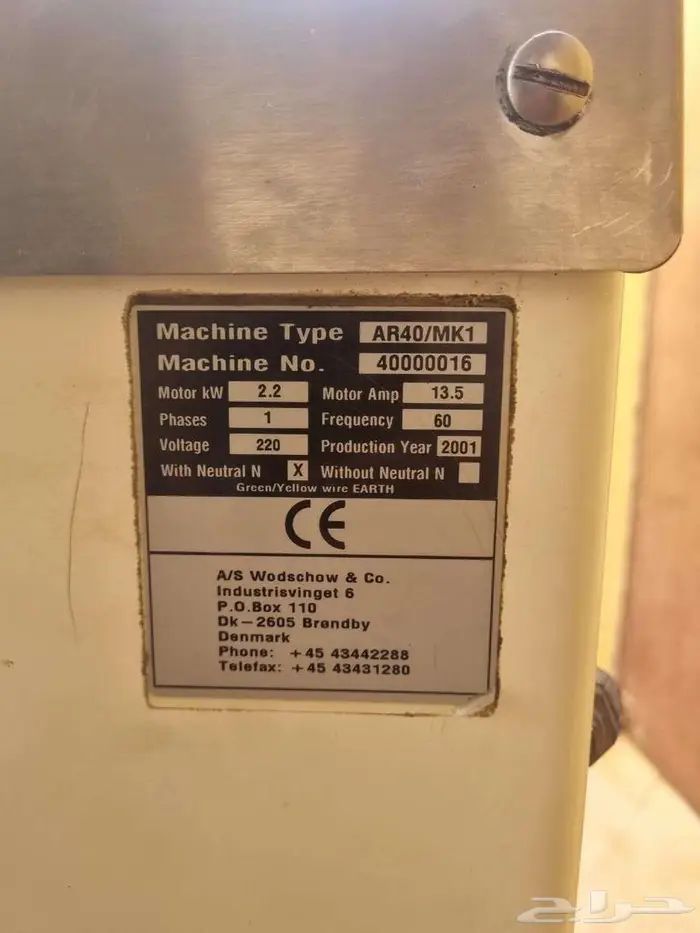 Machine Type AR40/MK1
Machine No. 40000016
Motor kW 2.2 Motor Amp 13.5
Phases 1 Frequency 60
Voltage 220 Production Year 2001
With Neutral N X Without Neutral N
Green/Yellow wire EARTH
CE
A/S Wodschow & Co.
Industrisvinget 6
P.O.Box 110
Dk-2605 Brøndby
Denmark
Phone: +45 43442288
Telefax: +45 43431280
حراج